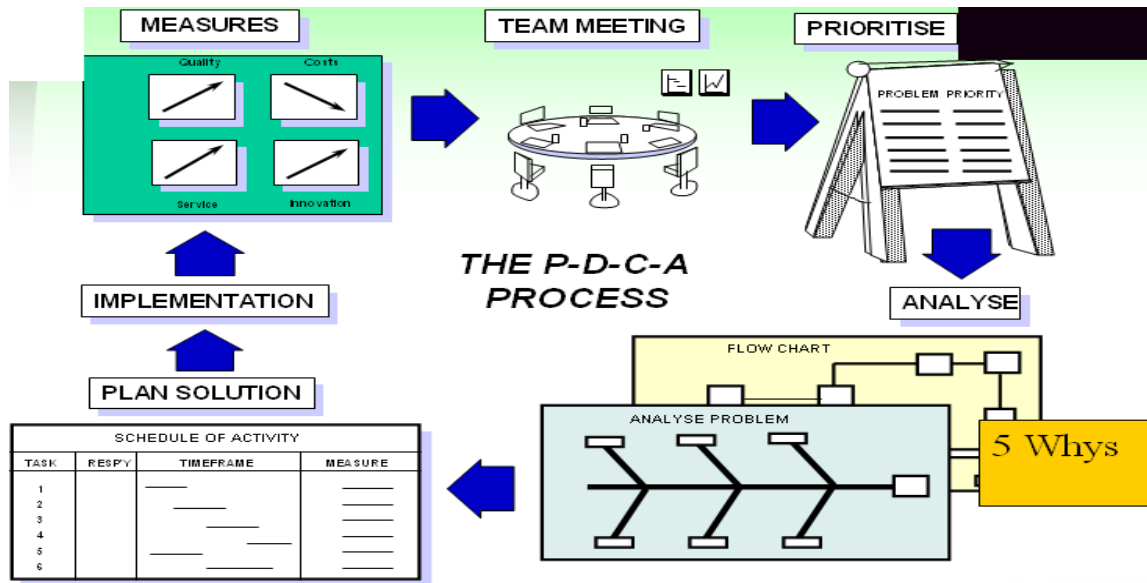 MEASURES
TEAM MEETING
PRIORITISE
Quality
Costs
Service
Innovation
PROBLEM PRIORITY
THE P-D-C-A
PROCESS
IMPLEMENTATION
ANALYSE
PLAN SOLUTION
FLOW CHART
ANALYSE PROBLEM
5 Whys
SCHEDULE OF ACTIVITY
TASK RESP'Y TIMEFRAME MEASURE
1
2
3
4
5
6